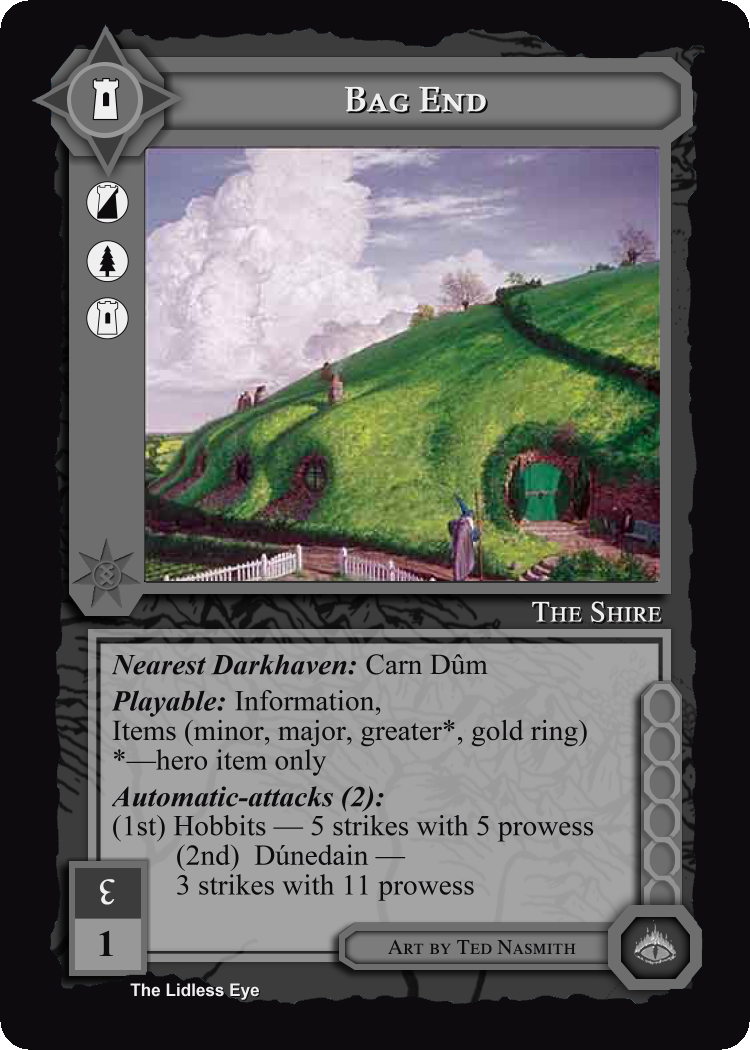 Bag End
The Shire
Nearest Darkhaven: Carn Dûm
Playable: Information,
Items (minor, major, greater*, gold ring)
*—hero item only
Automatic-attacks (2):
(1st) Hobbits — 5 strikes with 5 prowess
(2nd) Dúnedain —
3 strikes with 11 prowess
ε
1
Art by Ted Nasmith
The Lidless Eye